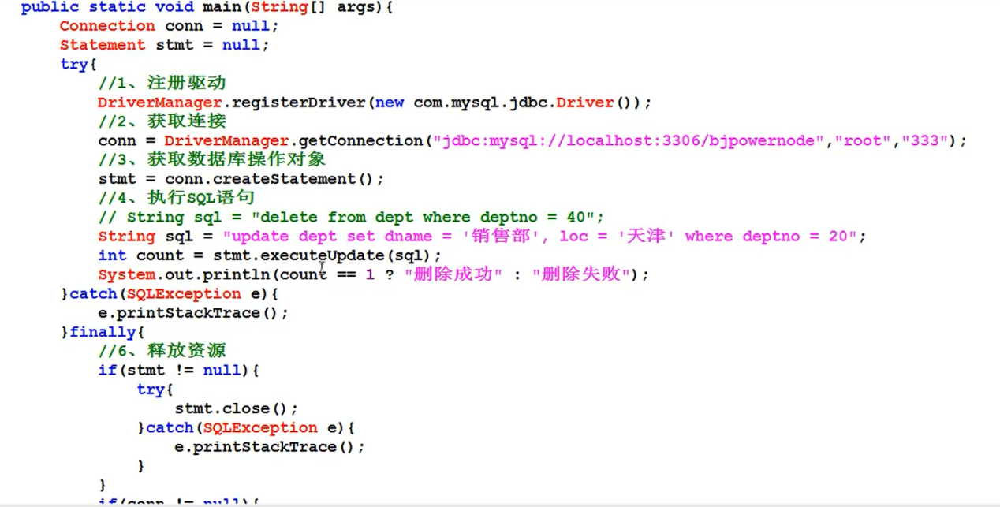 public static void main(String[] args){
Connection conn = null;
Statement stmt = null;
try{
//1、注册驱动
DriverManager.registerDriver(new com.mysql.jdbc.Driver());
//2、获取连接
conn = DriverManager.getConnection("jdbc:mysql://localhost:3306/bjpowernode","root","333");
//3、获取数据库操作对象
stmt = conn.createStatement();
//4、执行SQL语句
// String sql = "delete from dept where deptno = 40";
String sql = "update dept set dname = '销售部', loc = '天津' where deptno = 20";
int count = stmt.executeUpdate(sql);
System.out.println(count == 1 ? "删除成功" : "删除失败");
}catch(SQLException e){
e.printStackTrace();
}finally{
//6、释放资源
if(stmt != null){
try{
stmt.close();
}catch(SQLException e){
e.printStackTrace();
}
}
if(conn != null){